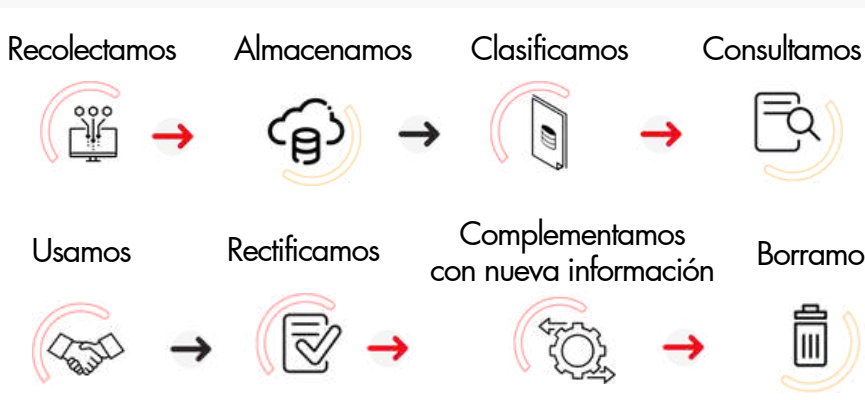 Recolectamos
Almacenamos
Clasificamos
Consultamos
Usamos
Rectificamos
Complementamos
con nueva información
Borramo